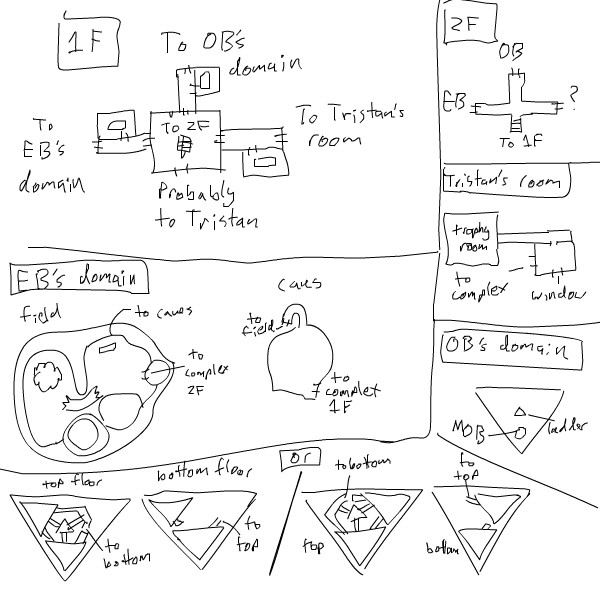 1F
To OB's
domain
To
EB's
domain
To 2F
To Tristan's
room
Probably
to Tristan
2F
OB
EB
?
To 1F
Tristan's room
trophy
room
to
complex
window
EB's domain
field
to caves
to
complex
2F
caves
to
field
to
complex
1F
OB's domain
MOB
ladder
top floor
to
bottom
bottom floor
to
top
or
to bottom
top
to
top
bottom